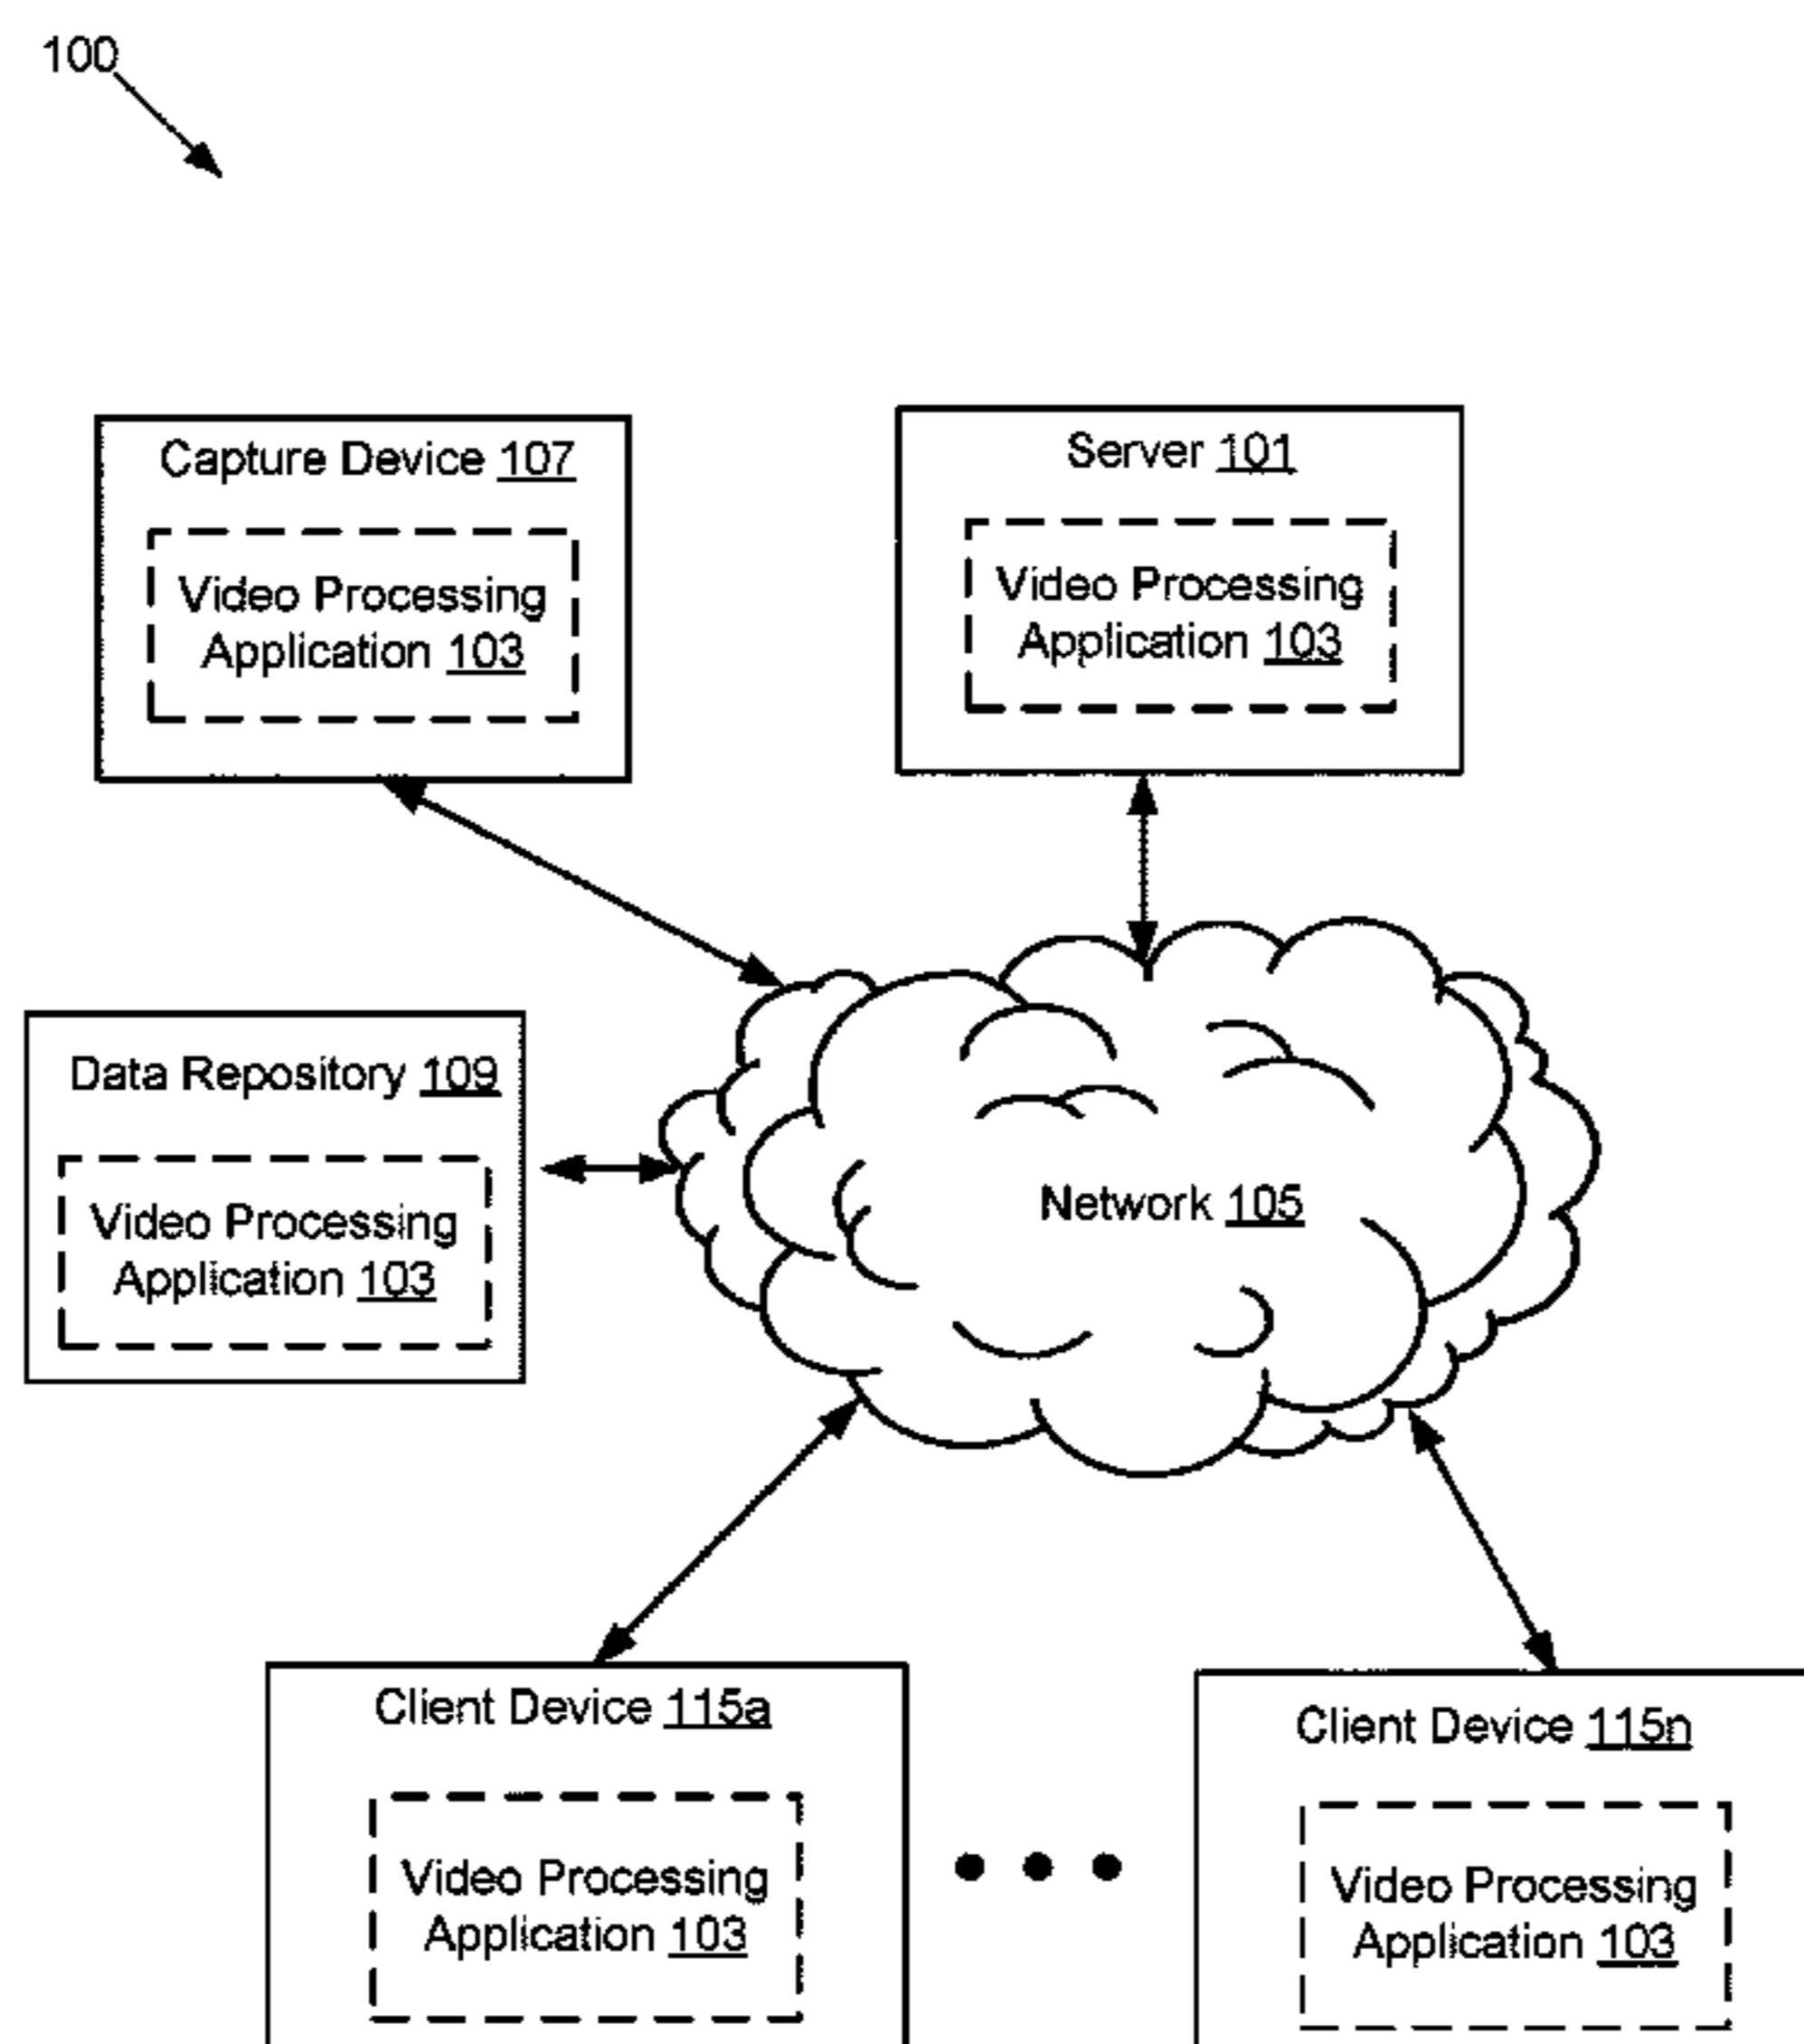 100
Capture Device 107
Video Processing
Application 103
Server 101
Video Processing
Application 103
Data Repository 109
Video Processing
Application 103
Network 105
Client Device 115a
Video Processing
Application 103
Client Device 115n
Video Processing
Application 103